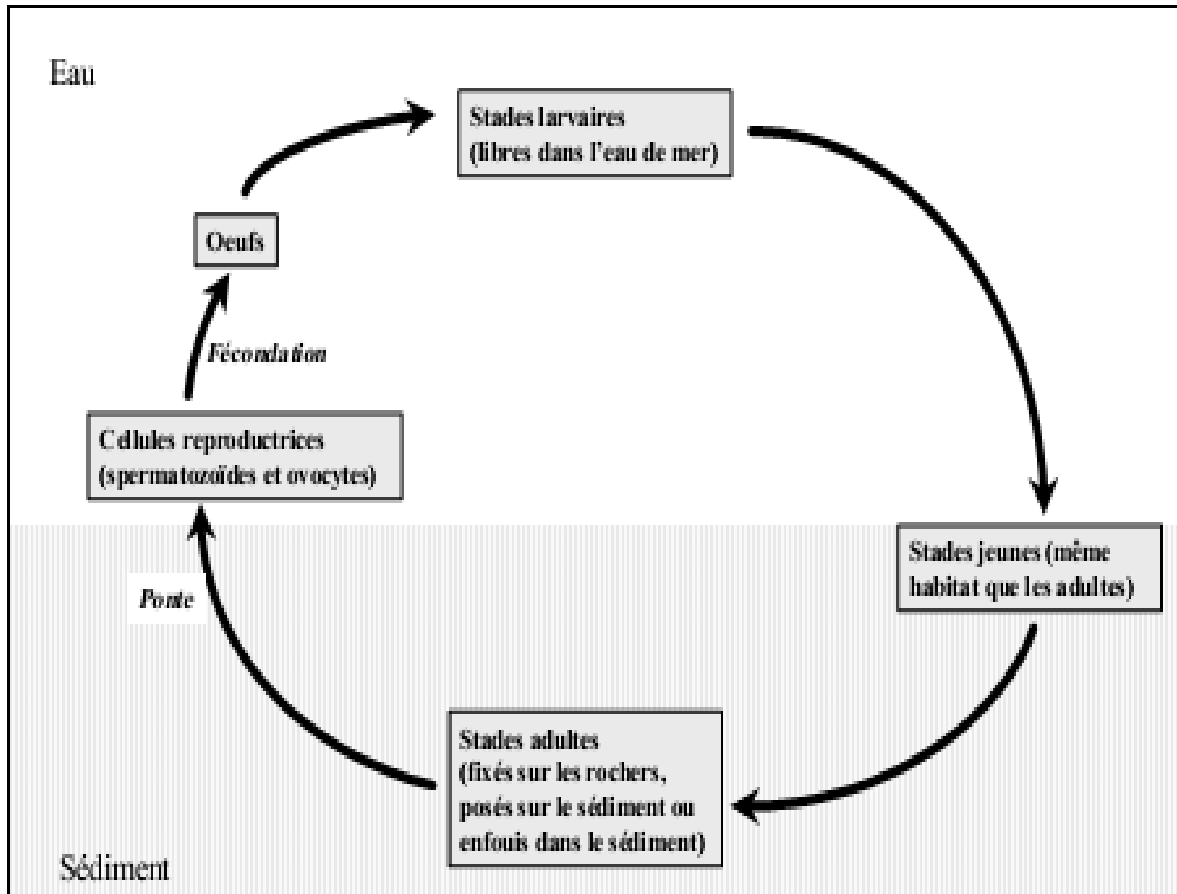 Eau
Stades larvaires
(libres dans l'eau de mer)
Oeufs
Fécondation
Cellules reproductrices
(spermatozoïdes et ovocytes)
Stades jeunes (même
habitat que les adultes)
Ponte
Stades adultes
(fixés sur les rochers,
posés sur le sédiment ou
enfouis dans le sédiment)
Sédiment